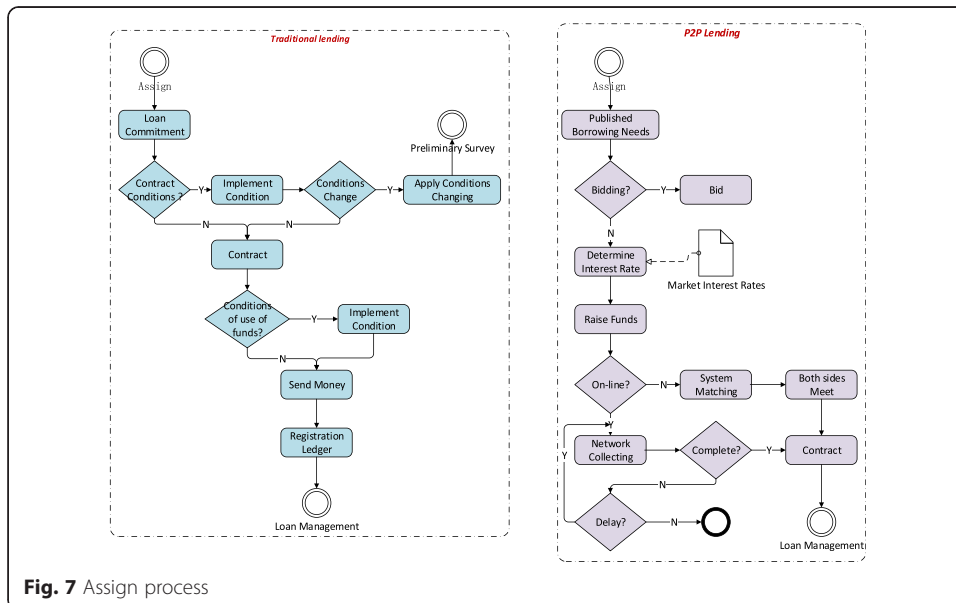 Traditional lending
Assign
Loan
Commitment
Contract
Conditions ?
Y
Implement
Condition
Conditions
Change
Y
Apply Conditions
Changing
Preliminary Survey
N
N
Contract
Conditions
of use of
funds?
Y
Implement
Condition
N
Send Money
Registration
Ledger
Loan Management
P2P Lending
Assign
Published
Borrowing Needs
Bidding?
Y
Bid
N
Determine
Interest Rate
Market Interest Rates
Raise Funds
On-line?
N
System
Matching
Both sides
Meet
Y
Y
Network
Collecting
Complete?
Y
Contract
N
Delay?
N
Loan Management
Fig. 7 Assign process